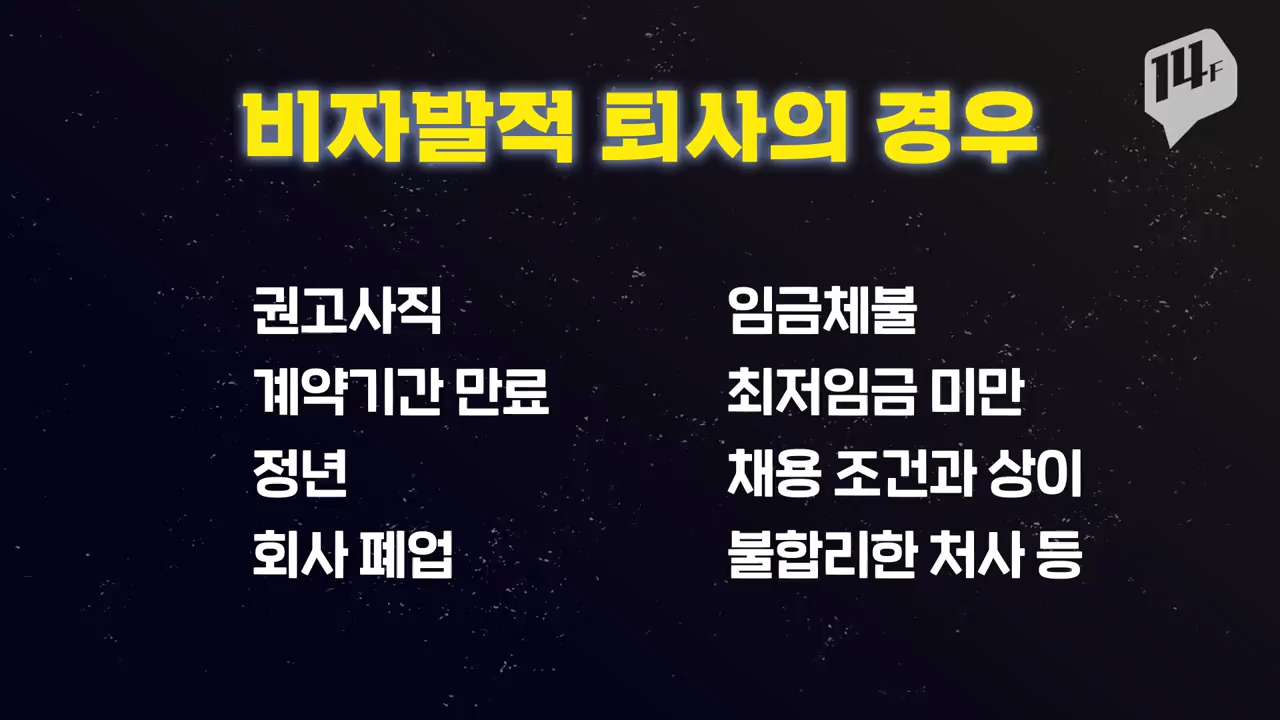 비자발적 퇴사의 경우
14F
권고사직
계약기간 만료
정년
회사 폐업
임금체불
최저임금 미만
채용 조건과 상이
불합리한 처사 등